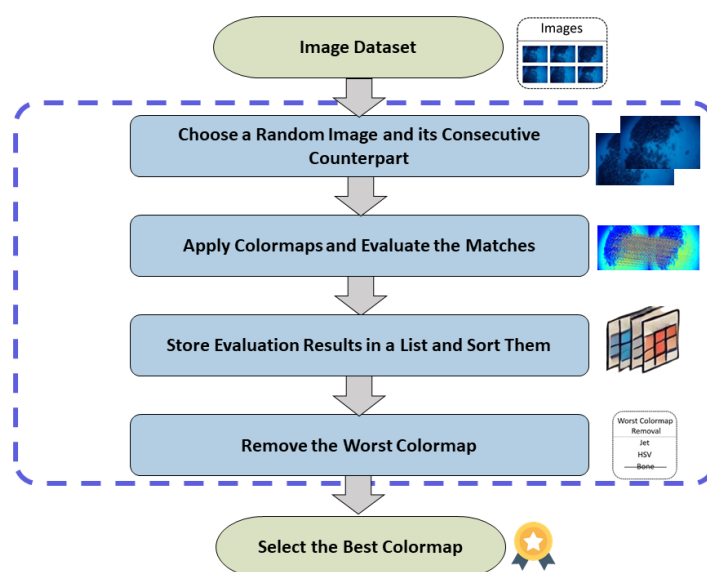 Image Dataset
Images
Choose a Random Image and its Consecutive
Counterpart
Apply Colormaps and Evaluate the Matches
Store Evaluation Results in a List and Sort Them
Remove the Worst Colormap
Worst Colormap
Removal
Jet
HSV
Bone
Select the Best Colormap